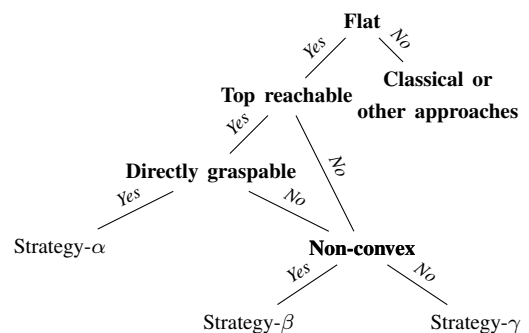 Flat
Yes
No
Top reachable
Classical or
other approaches
Yes
No
Directly graspable
Yes
No
Strategy-α
Non-convex
Yes
No
Strategy-β
Strategy-γ